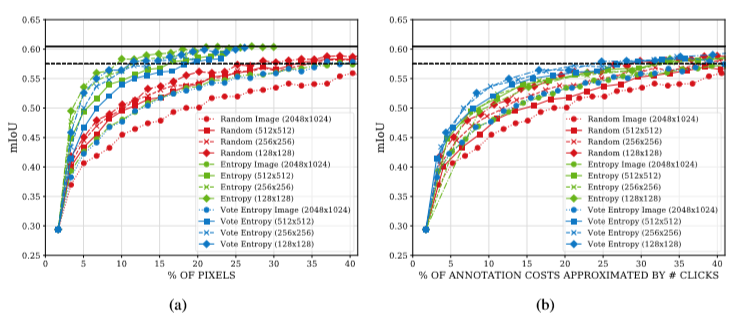 0.65
0.60
0.55
0.50
0.45
0.40
0.35
0.30
0.25
mIoU
0 5 10 15 20 25 30 35 40
% OF PIXELS
Random Image (2048x1024)
Random (512x512)
Random (256x256)
Random (128x128)
Entropy Image (2048x1024)
Entropy (512x512)
Entropy (256x256)
Entropy (128x128)
Vote Entropy Image (2048x1024)
Vote Entropy (512x512)
Vote Entropy (256x256)
Vote Entropy (128x128)
(a)
0.65
0.60
0.55
0.50
0.45
0.40
0.35
0.30
0.25
mIoU
0 5 10 15 20 25 30 35 40
% OF ANNOTATION COSTS APPROXIMATED BY # CLICKS
Random Image (2048x1024)
Random (512x512)
Random (256x256)
Random (128x128)
Entropy Image (2048x1024)
Entropy (512x512)
Entropy (256x256)
Entropy (128x128)
Vote Entropy Image (2048x1024)
Vote Entropy (512x512)
Vote Entropy (256x256)
Vote Entropy (128x128)
(b)